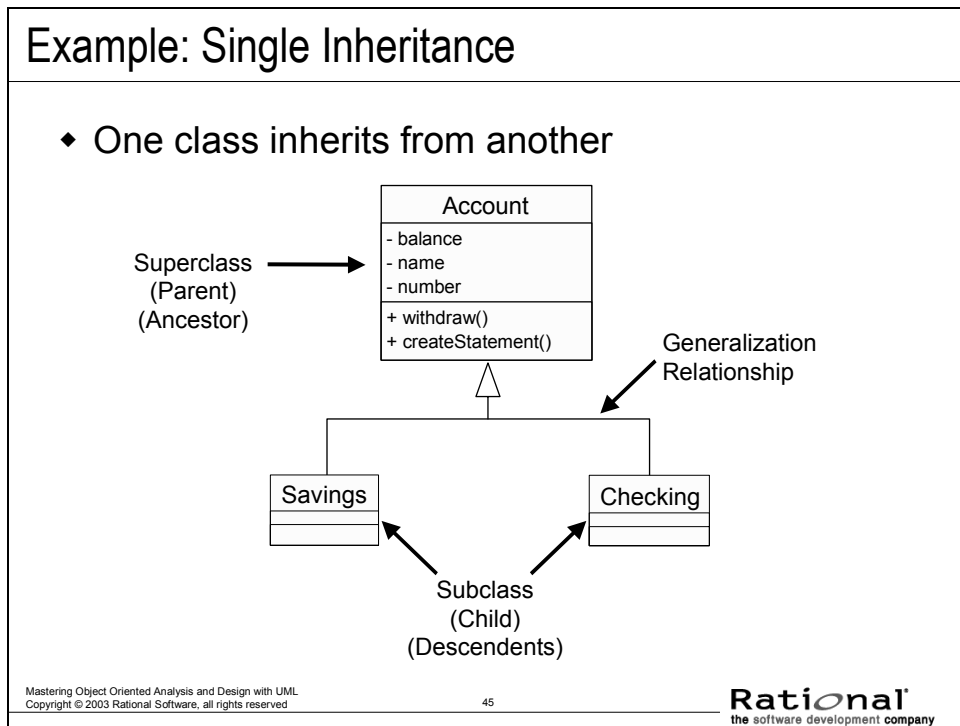 Example: Single Inheritance
◆ One class inherits from another
Account
- balance
- name
- number
+ withdraw()
+ createStatement()
Superclass
(Parent)
(Ancestor)
Generalization
Relationship
Savings
Checking
Subclass
(Child)
(Descendents)
Mastering Object Oriented Analysis and Design with UML
Copyright © 2003 Rational Software, all rights reserved
45
Rational®
the software development company